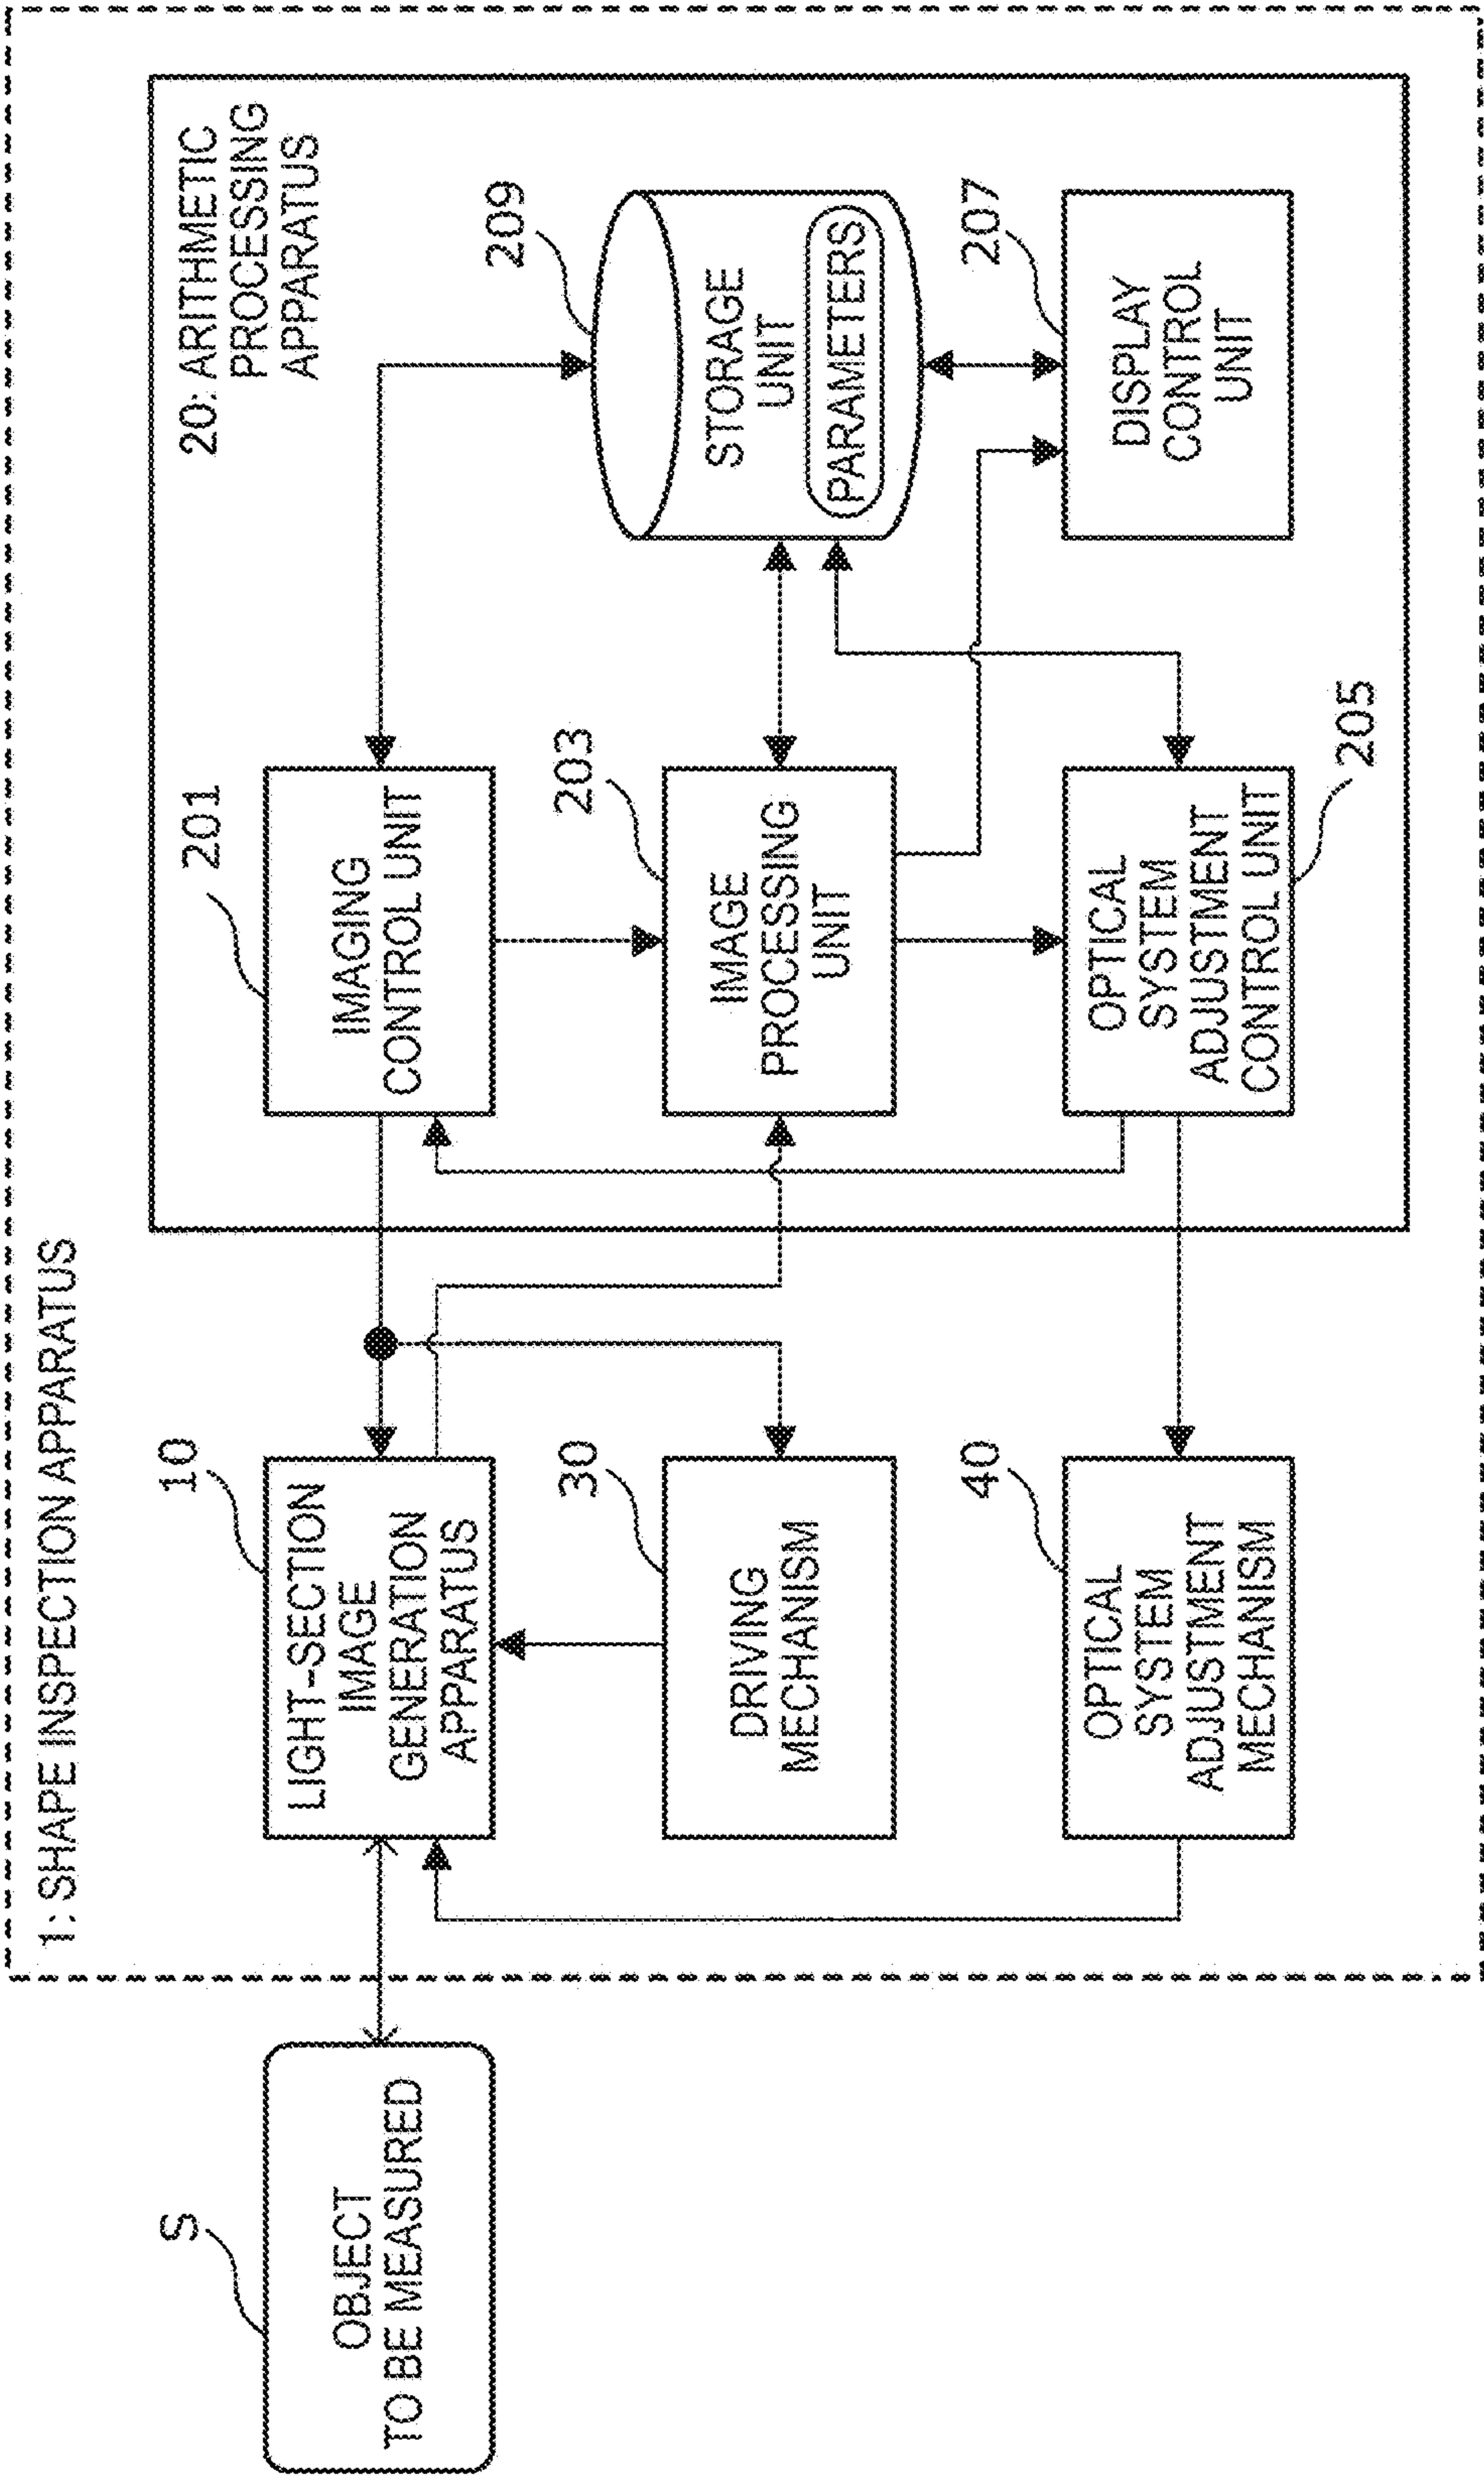 1: SHAPE INSPECTION APPARATUS
20: ARITHMETIC
PROCESSING
APPARATUS
S
OBJECT
TO BE MEASURED
10
LIGHT-SECTION
IMAGE
GENERATION
APPARATUS
201
IMAGING
CONTROL UNIT
209
STORAGE
UNIT
PARAMETERS
30
DRIVING
MECHANISM
203
IMAGE
PROCESSING
UNIT
40
OPTICAL
SYSTEM
ADJUSTMENT
MECHANISM
OPTICAL
SYSTEM
ADJUSTMENT
CONTROL UNIT
205
207
DISPLAY
CONTROL
UNIT